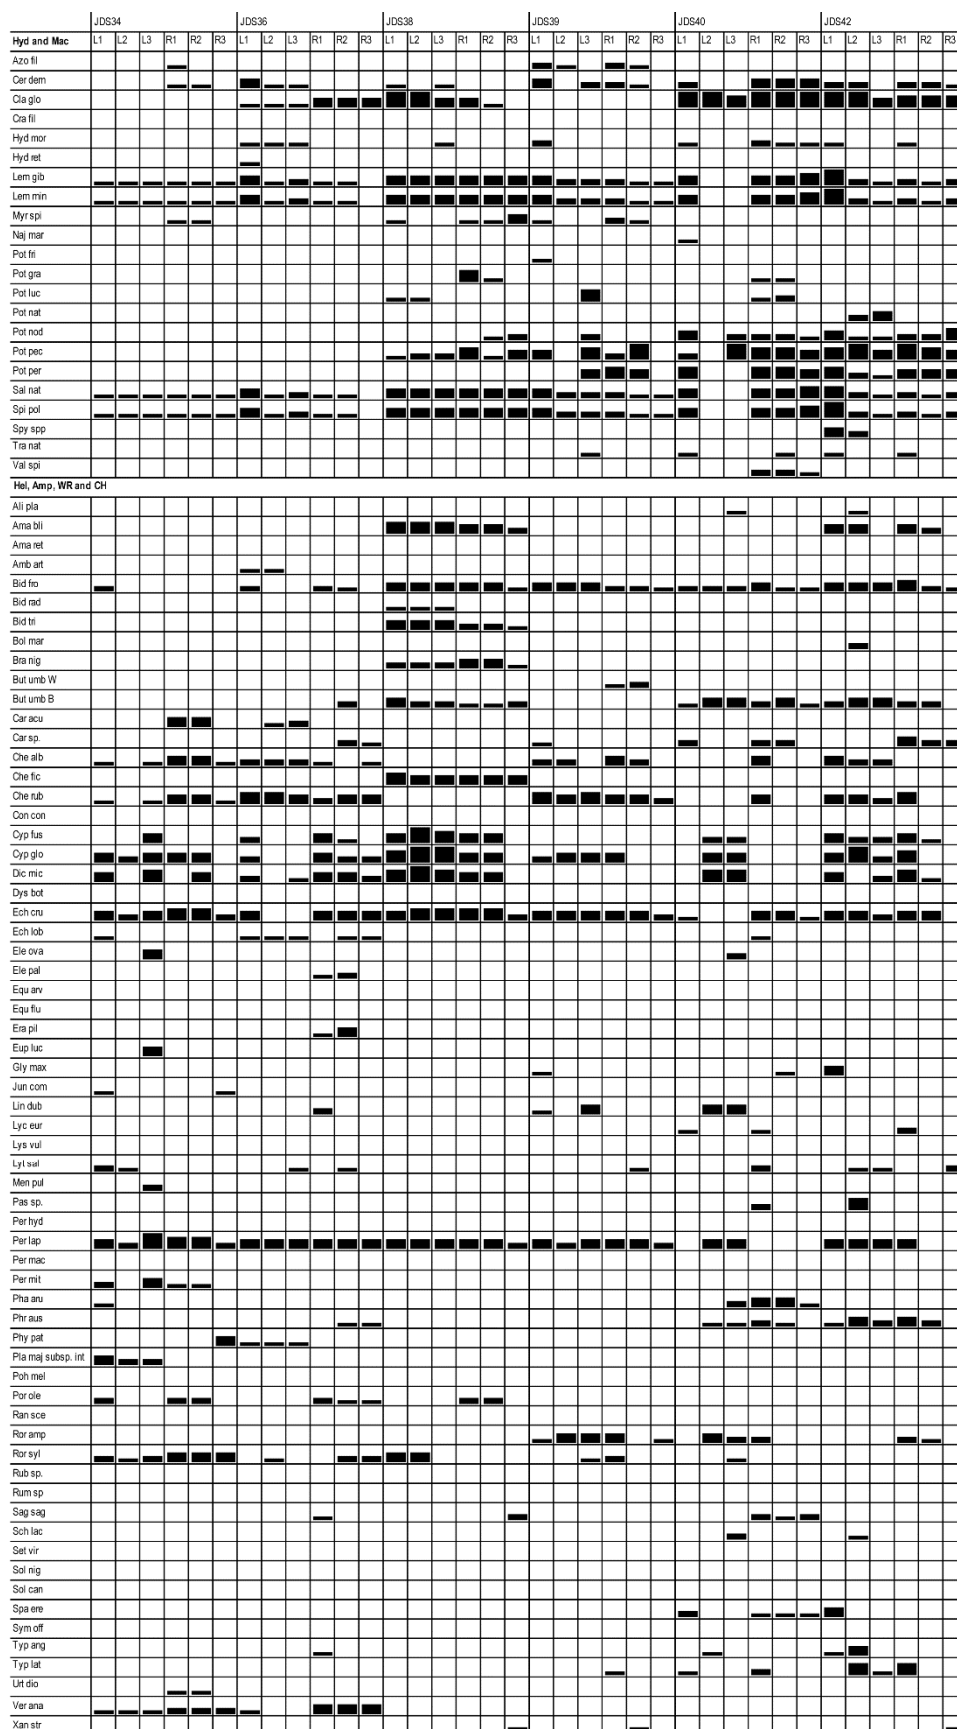 JDS34 JDS36 JDS38 JDS39 JDS40 JDS42
Hyd and Mac L1 L2 L3 R1 R2 R3 L1 L2 L3 R1 R2 R3 L1 L2 L3 R1 R2 R3 L1 L2 L3 R1 R2 R3 L1 L2 L3 R1 R2 R3 L1 L2 L3 R1 R2 R3
Azo fil
Cer dem
Cla glo
Cra fil
Hyd mor
Hyd ret
Lem gib
Lem min
Myr spi
Naj mar
Pot fri
Pot gra
Pot luc
Pot nat
Pot nod
Pot pec
Pot per
Sal nat
Spi pol
Spy spp
Tra nat
Val spi
Hel, Amp, WR and CH
Ali pla
Ama bli
Ama ret
Amb art
Bid fro
Bid rad
Bid tri
Bol mar
Bra nig
But umb W
But umb B
Car acu
Car sp.
Che alb
Che fic
Che rub
Con con
Cyp fus
Cyp glo
Dic mic
Dys bot
Ech cru
Ech lob
Ele ova
Ele pal
Equ arv
Equ flu
Era pil
Eup luc
Gly max
Jun com
Lin dub
Lyc eur
Lys vul
Lyt sal
Men pul
Pas sp.
Per hyd
Per lap
Per mac
Per mit
Pha aru
Phr aus
Phy pat
Pla maj subsp. int
Poh mel
Por ole
Ran sce
Ror amp
Ror syl
Rub sp.
Rum sp
Sag sag
Sch lac
Set vir
Sol nig
Sol can
Spa ere
Sym off
Typ ang
Typ lat
Urt dio
Ver ana
Xan str